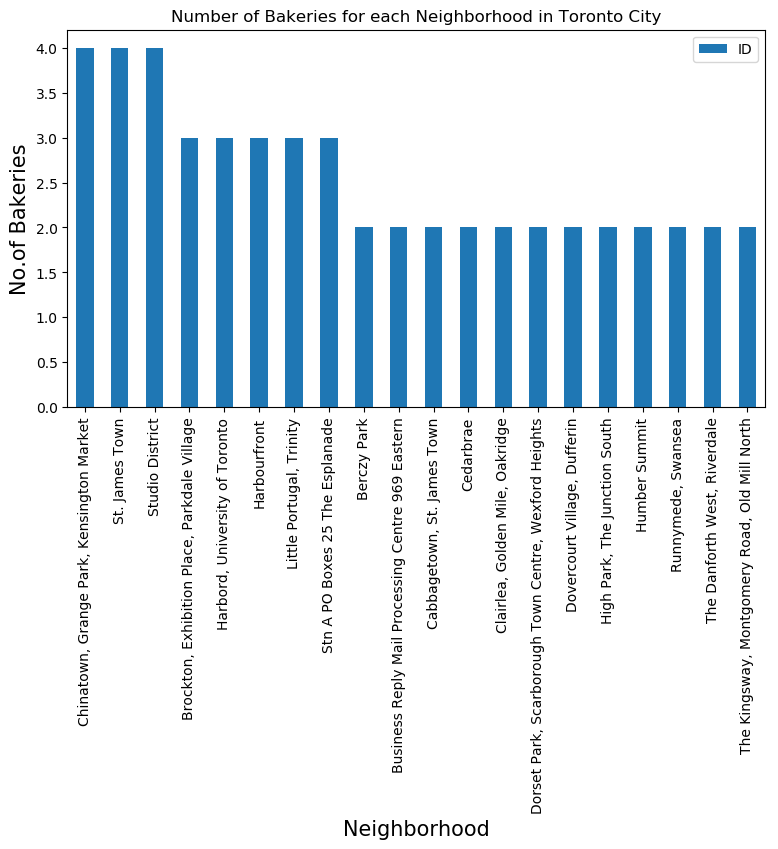 Number of Bakeries for each Neighborhood in Toronto City
ID
No.of Bakeries
4.0
3.5
3.0
2.5
2.0
1.5
1.0
0.5
0.0
Chinatown, Grange Park, Kensington Market
St. James Town
Studio District
Brockton, Exhibition Place, Parkdale Village
Harbord, University of Toronto
Harbourfront
Little Portugal, Trinity
Stn A PO Boxes 25 The Esplanade
Berczy Park
Business Reply Mail Processing Centre 969 Eastern
Cabbagetown, St. James Town
Cedarbrae
Clairlea, Golden Mile, Oakridge
Dorset Park, Scarborough Town Centre, Wexford Heights
Dovercourt Village, Dufferin
High Park, The Junction South
Humber Summit
Runnymede, Swansea
The Danforth West, Riverdale
The Kingsway, Montgomery Road, Old Mill North
Neighborhood